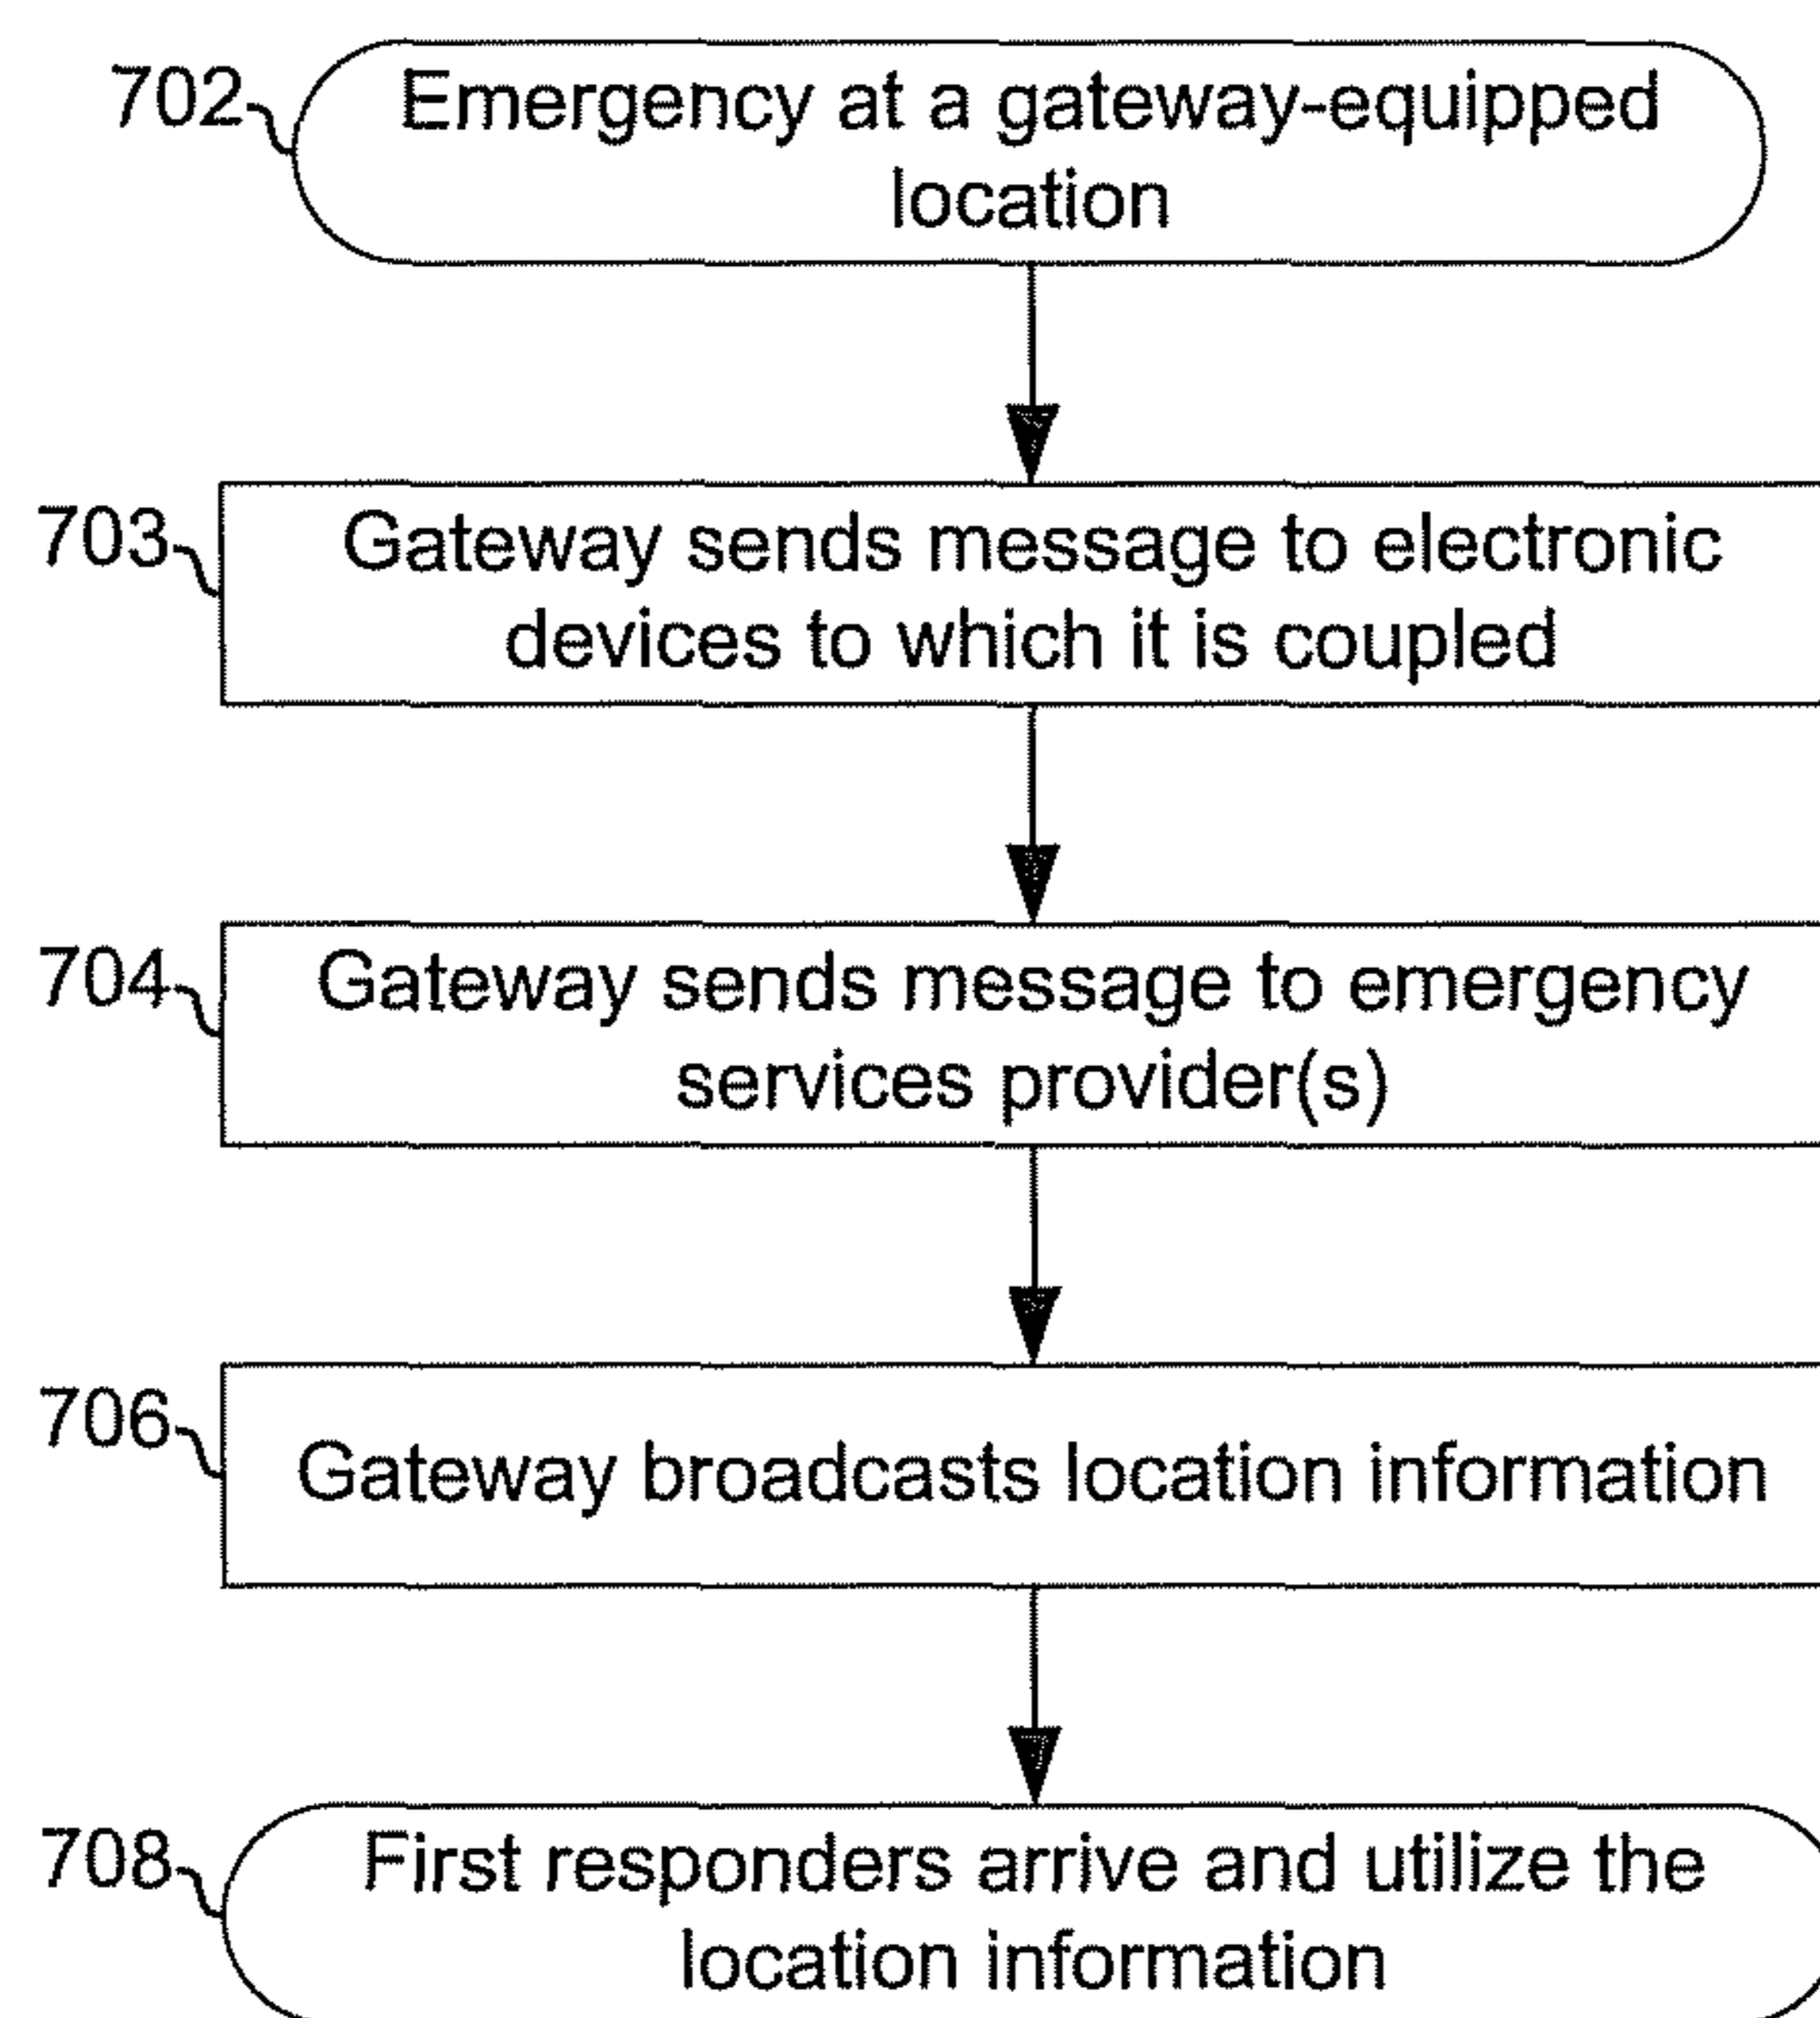 702
Emergency at a gateway-equipped
location
703
Gateway sends message to electronic
devices to which it is coupled
704
Gateway sends message to emergency
services provider(s)
706
Gateway broadcasts location information
708
First responders arrive and utilize the
location information